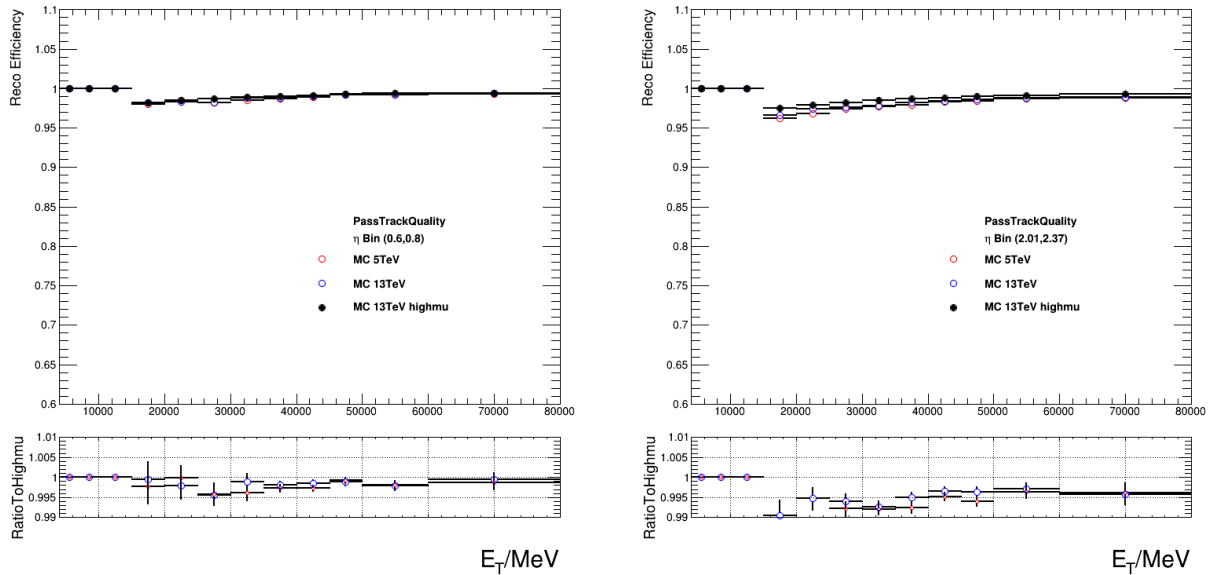 Reco Efficiency
1.1
1.05
1
0.95
0.9
0.85
0.8
0.75
0.7
0.65
0.6
PassTrackQuality
η Bin (0.6,0.8)
MC 5TeV
MC 13TeV
MC 13TeV highmu
10000 20000 30000 40000 50000 60000 70000 80000
RatioToHighmu
1.01
1.005
1
0.995
0.99
E_T/MeV
Reco Efficiency
1.1
1.05
1
0.95
0.9
0.85
0.8
0.75
0.7
0.65
0.6
PassTrackQuality
η Bin (2.01,2.37)
MC 5TeV
MC 13TeV
MC 13TeV highmu
10000 20000 30000 40000 50000 60000 70000 80000
RatioToHighmu
1.01
1.005
1
0.995
0.99
E_T/MeV